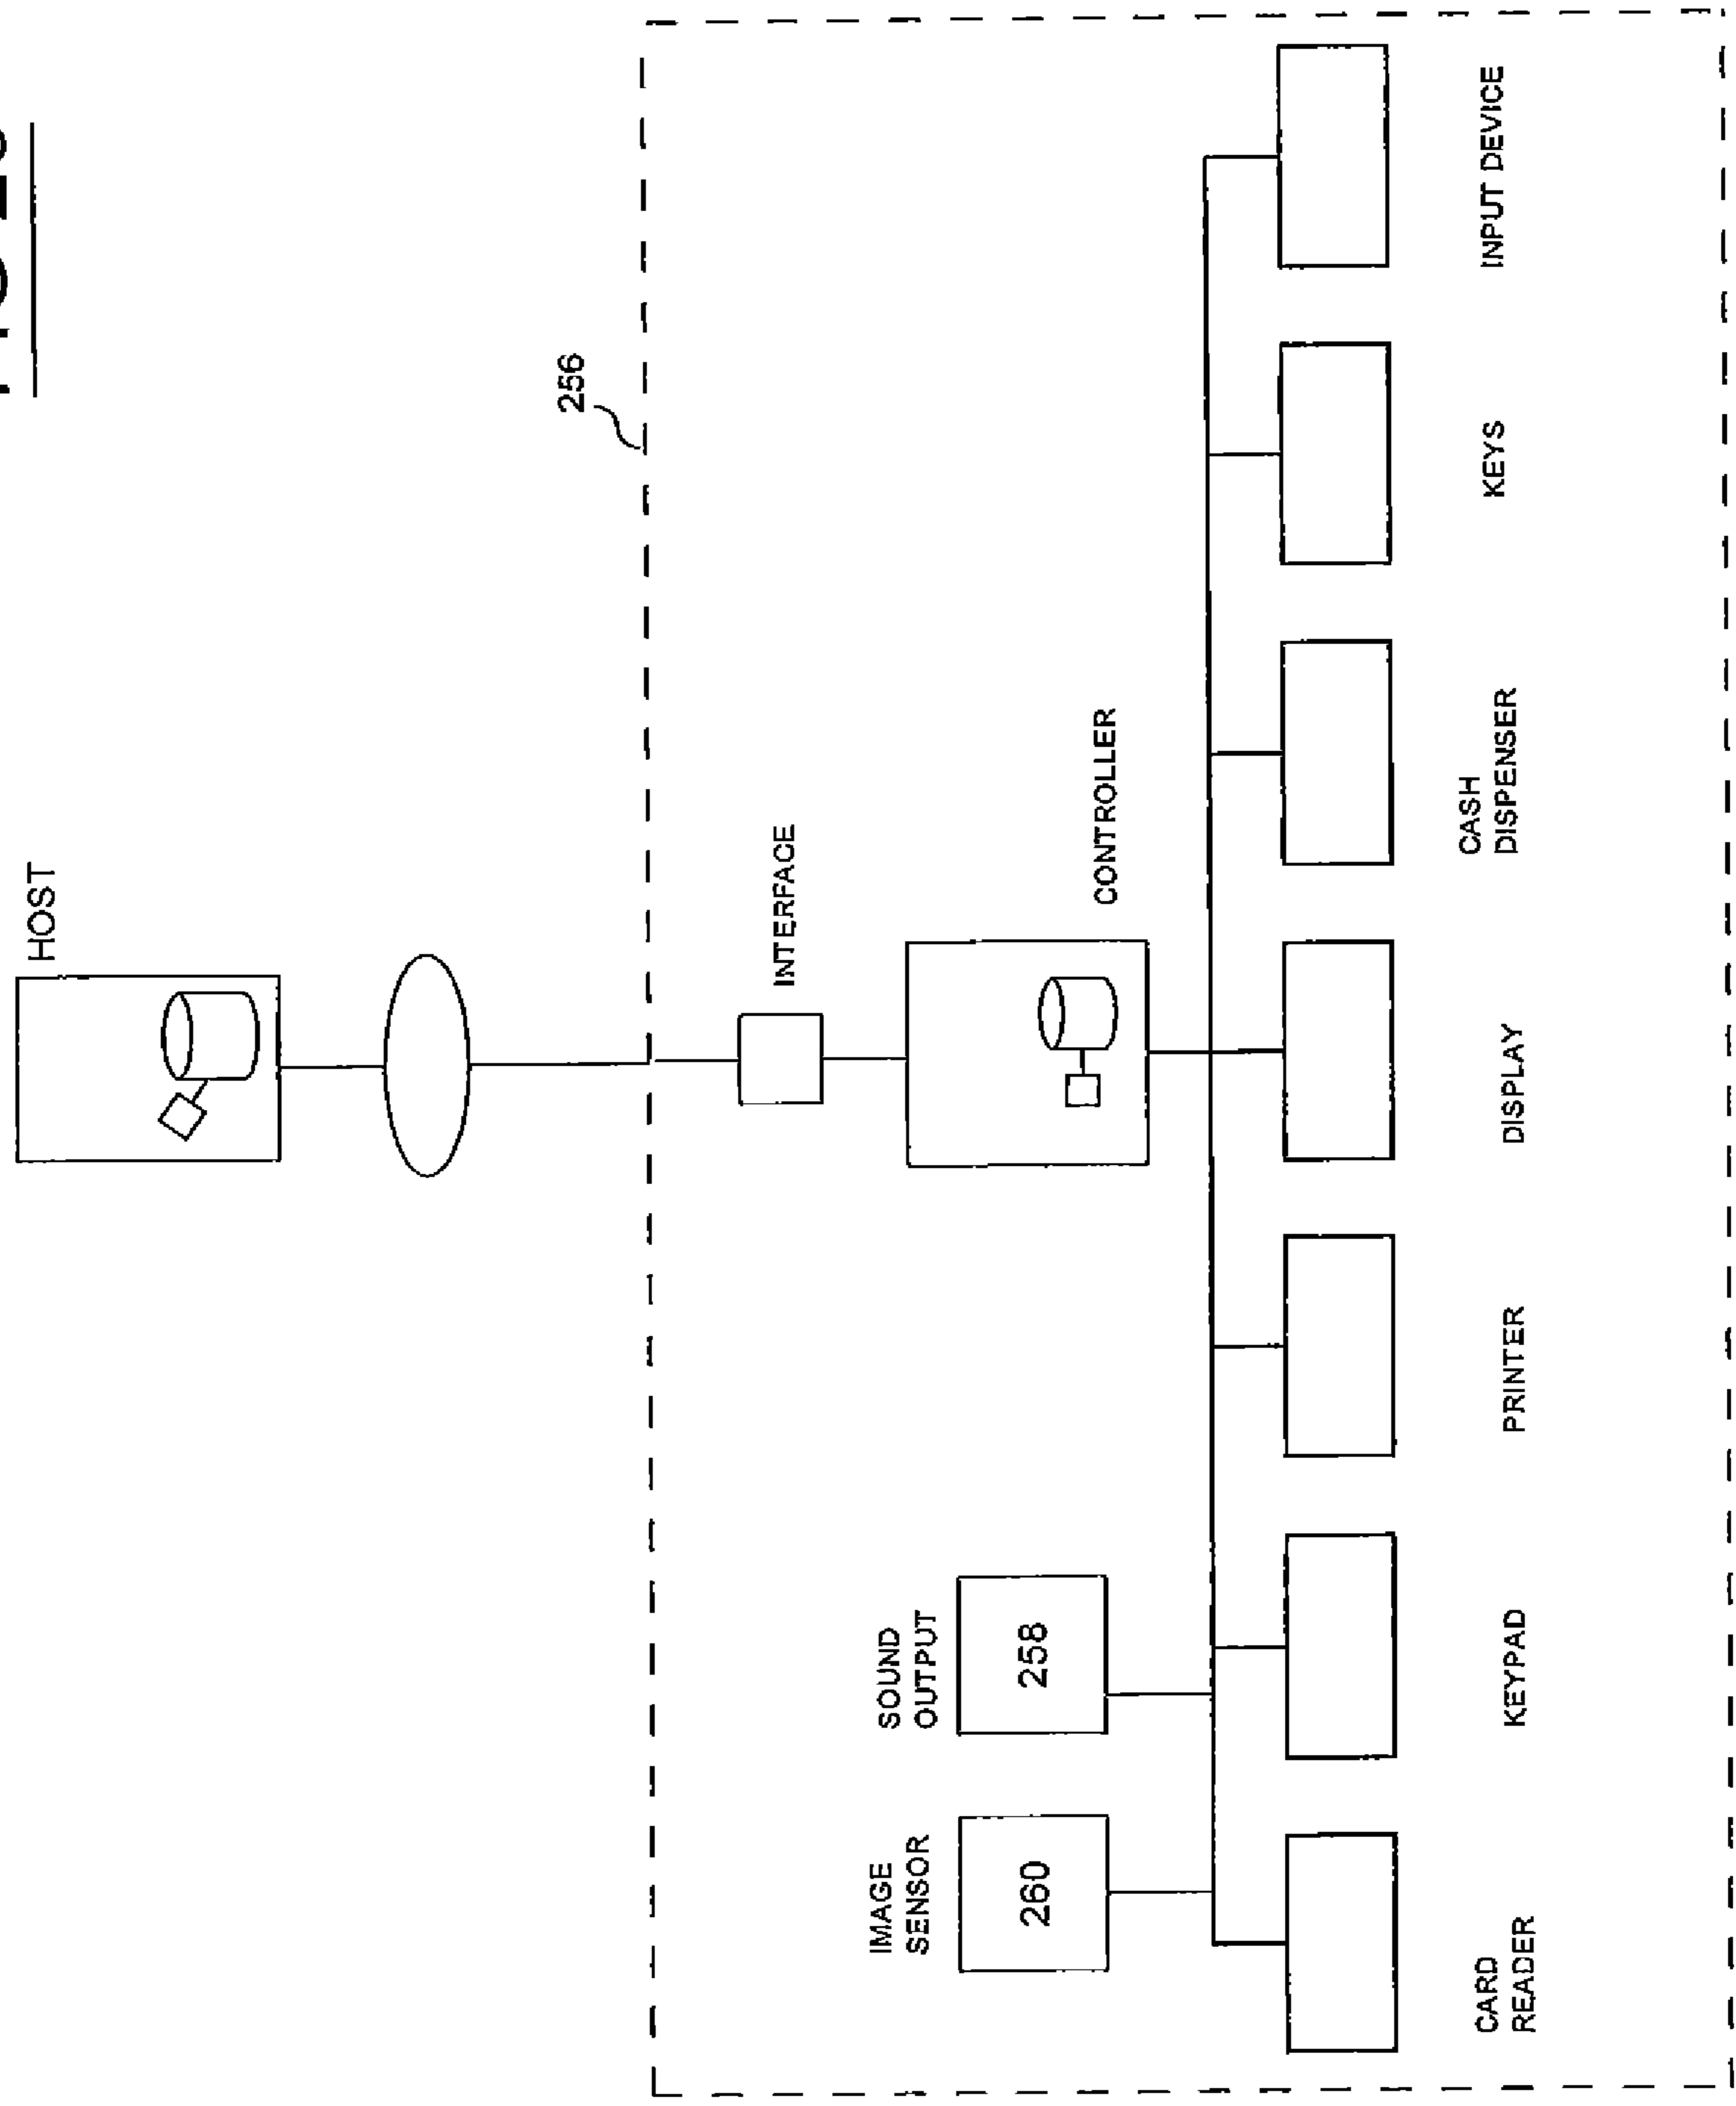 HOST
256
INTERFACE
CONTROLLER
IMAGE
SENSOR
260
SOUND
OUTPUT
258
CARD
READER
KEYPAD
PRINTER
DISPLAY
CASH
DISPENSER
KEYS
INPUT DEVICE